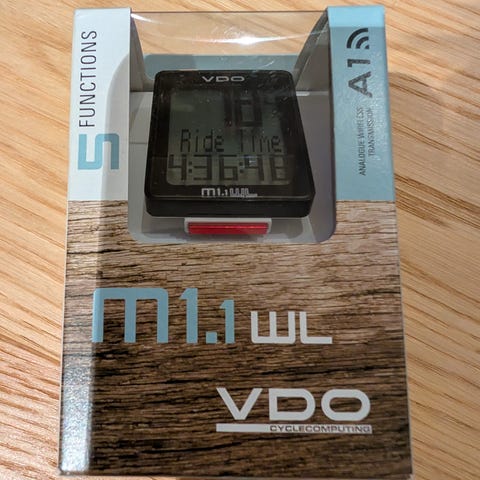 5 FUNCTIONS
A1
ANALOGUE WIRELESS
TRANSMISSION
VDO
Ride Time
4:36:48
m1.1 WL
m1.1 WL
VDO
CYCLECOMPUTING